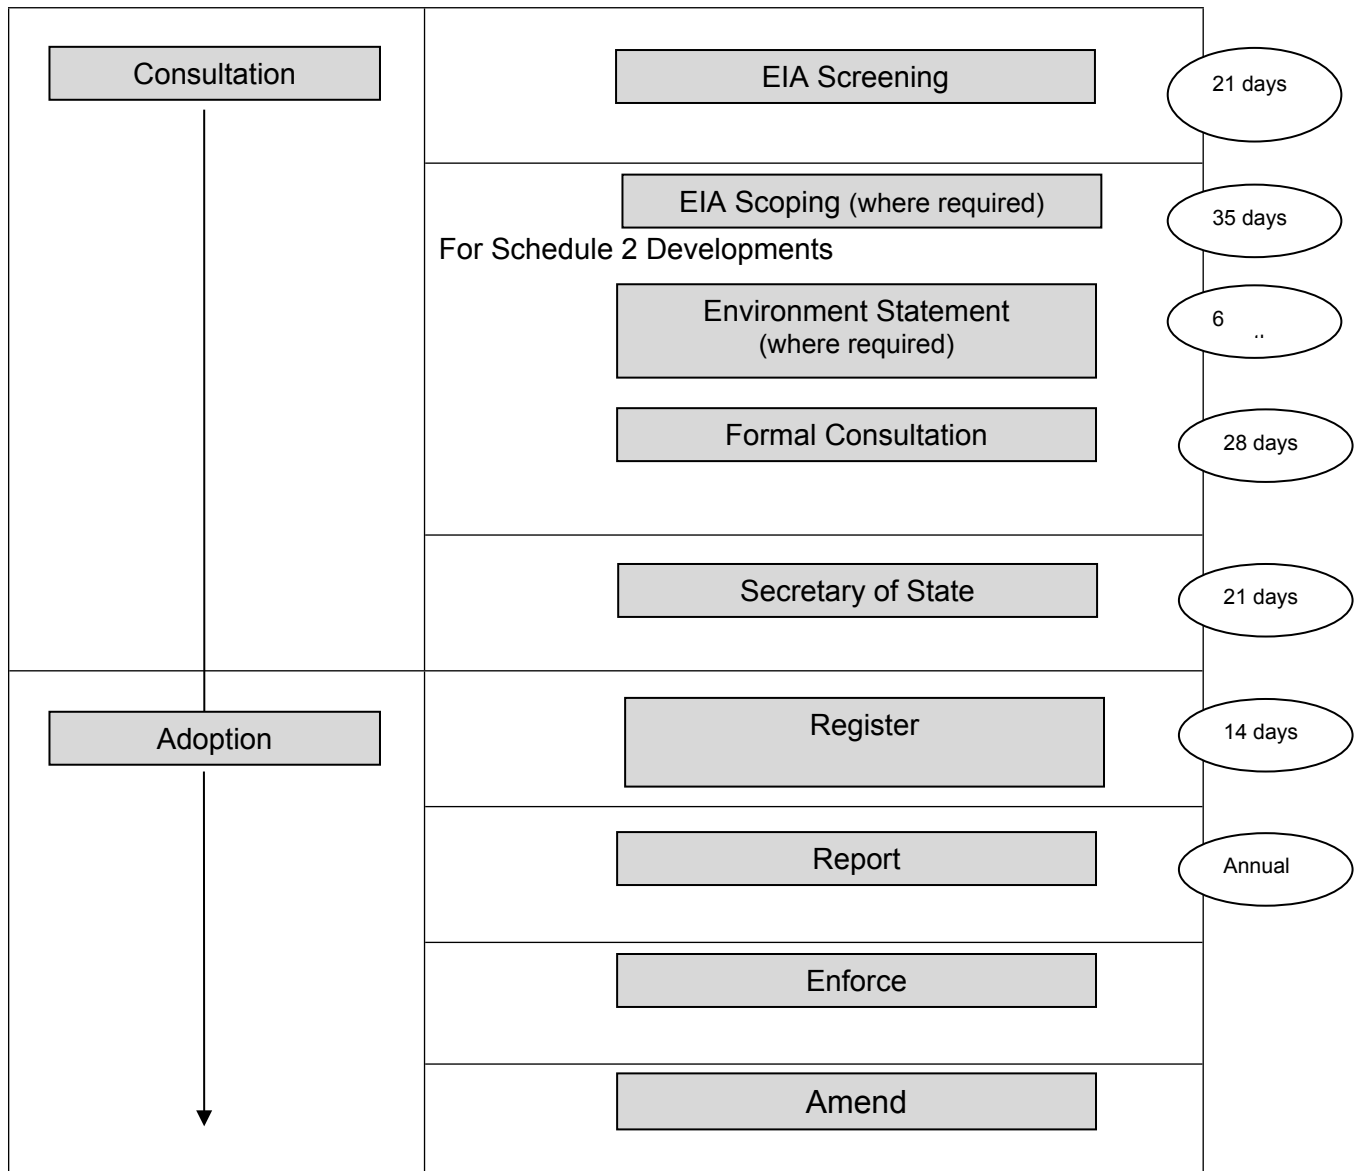 Consultation
EIA Screening
21 days
EIA Scoping (where required)
35 days
For Schedule 2 Developments
Environment Statement
(where required)
6
Formal Consultation
28 days
Secretary of State
21 days
Adoption
Register
14 days
Report
Annual
Enforce
Amend